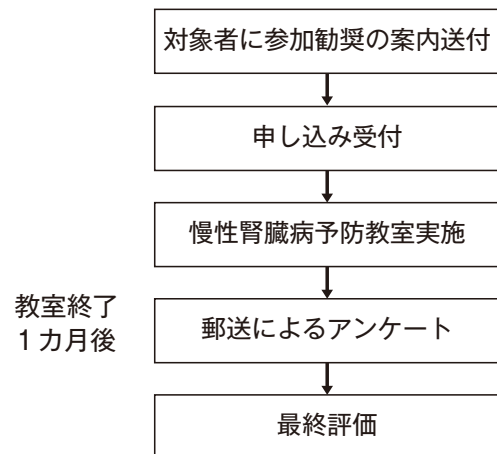 対象者に参加勧奨の案内送付
申し込み受付
慢性腎臓病予防教室実施
教室終了
1カ月後
郵送によるアンケート
最終評価